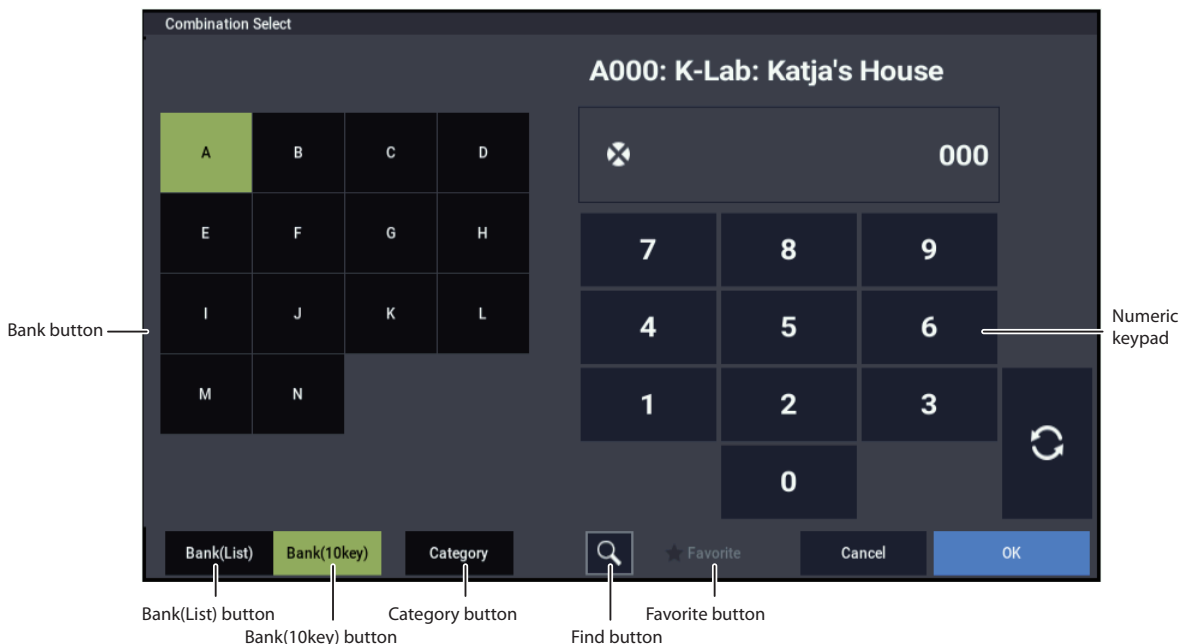 Combination Select
A000: K-Lab: Katja's House
000
A B C D
E F G H
I J K L
M N
7 8 9
4 5 6
1 2 3
0
Bank button
Numeric
keypad
Bank(List) Bank(10key) Category Favorite Cancel OK
Bank(List) button Category button Favorite button
Bank(10key) button Find button